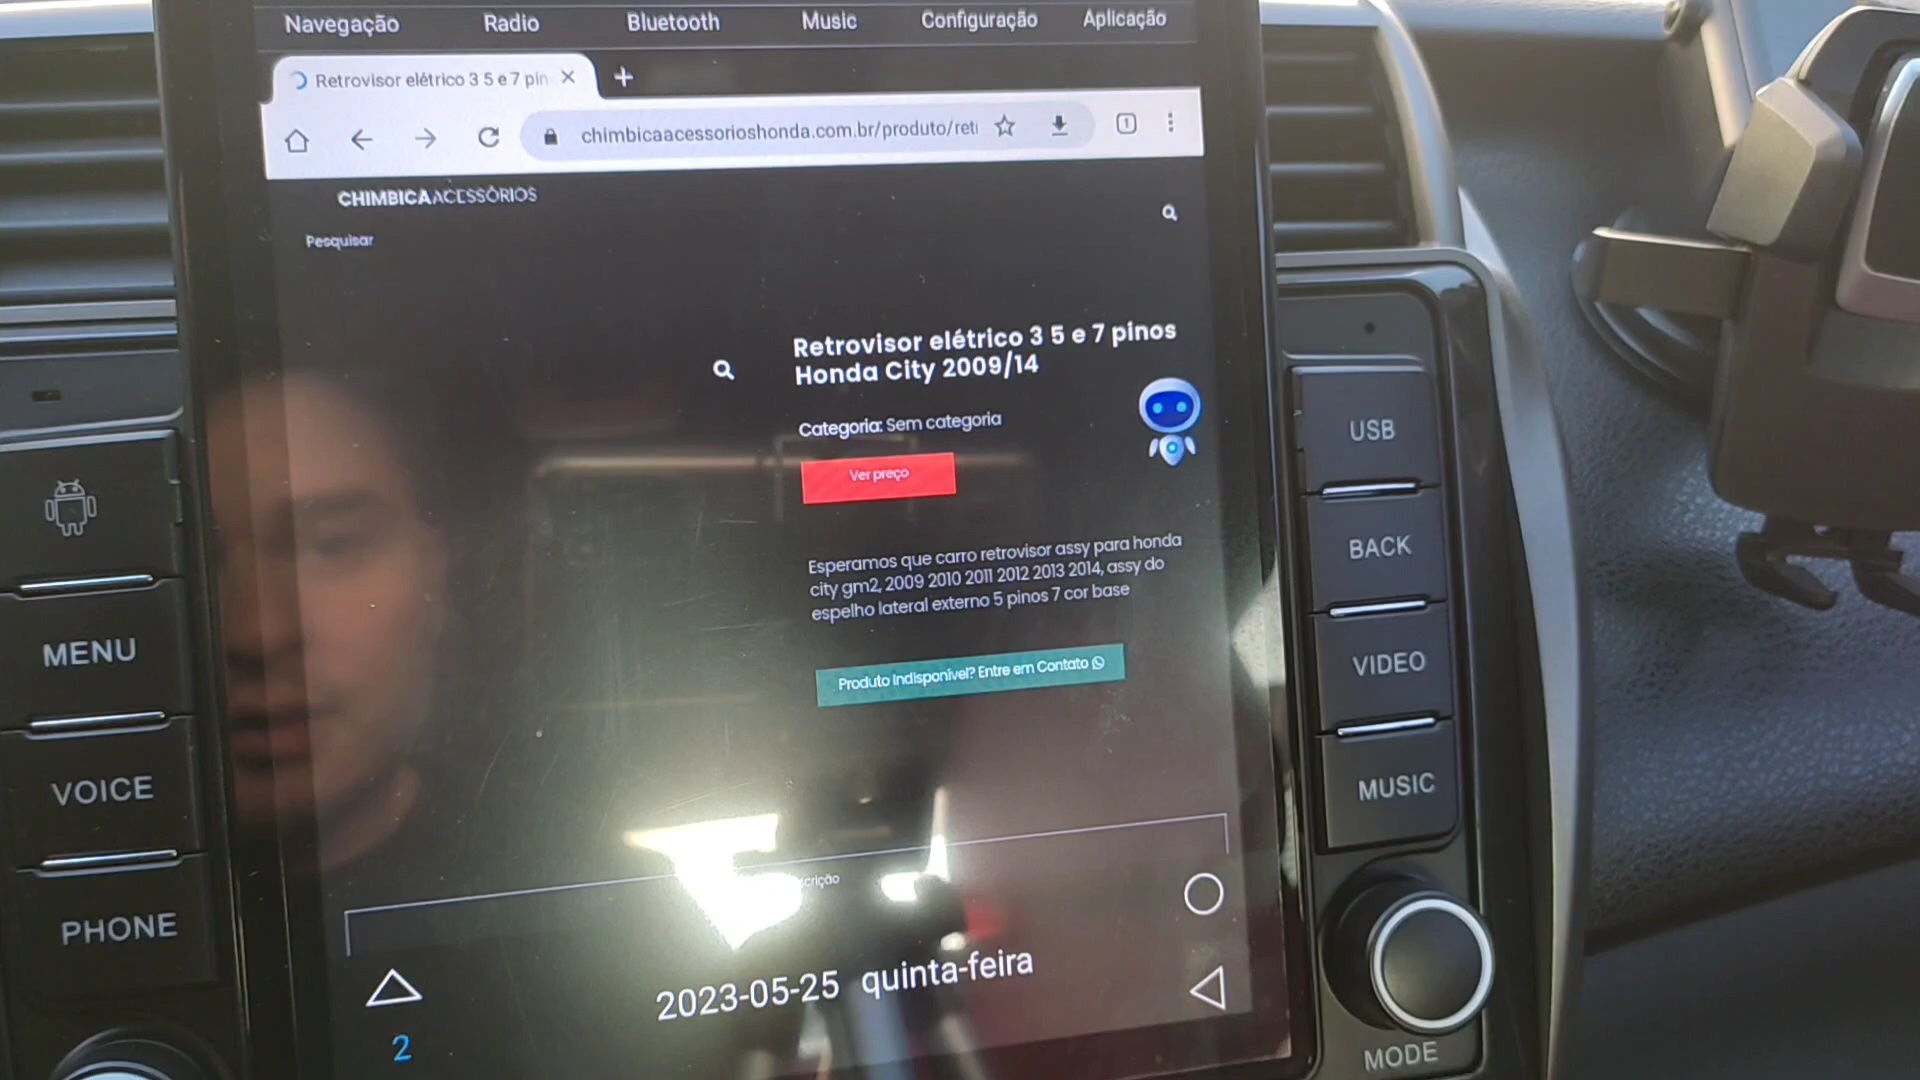 Navegação Radio Bluetooth Music Configuração Aplicação
Retrovisor elétrico 3 5 e 7 pin
chimbicaacessorioshonda.com.br/produto/reti
1
CHIMBICAACESSÓRIOS
Pesquisar
Retrovisor elétrico 3 5 e 7 pinos
Honda City 2009/14
Categoria: Sem categoria
Ver preço
Esperamos que carro retrovisor assy para honda
city gm2, 2009 2010 2011 2012 2013 2014, assy do
espelho lateral externo 5 pinos 7 cor base
Produto Indisponível? Entre em Contato
crição
2023-05-25 quinta-feira
2
MENU
VOICE
PHONE
USB
BACK
VIDEO
MUSIC
MODE